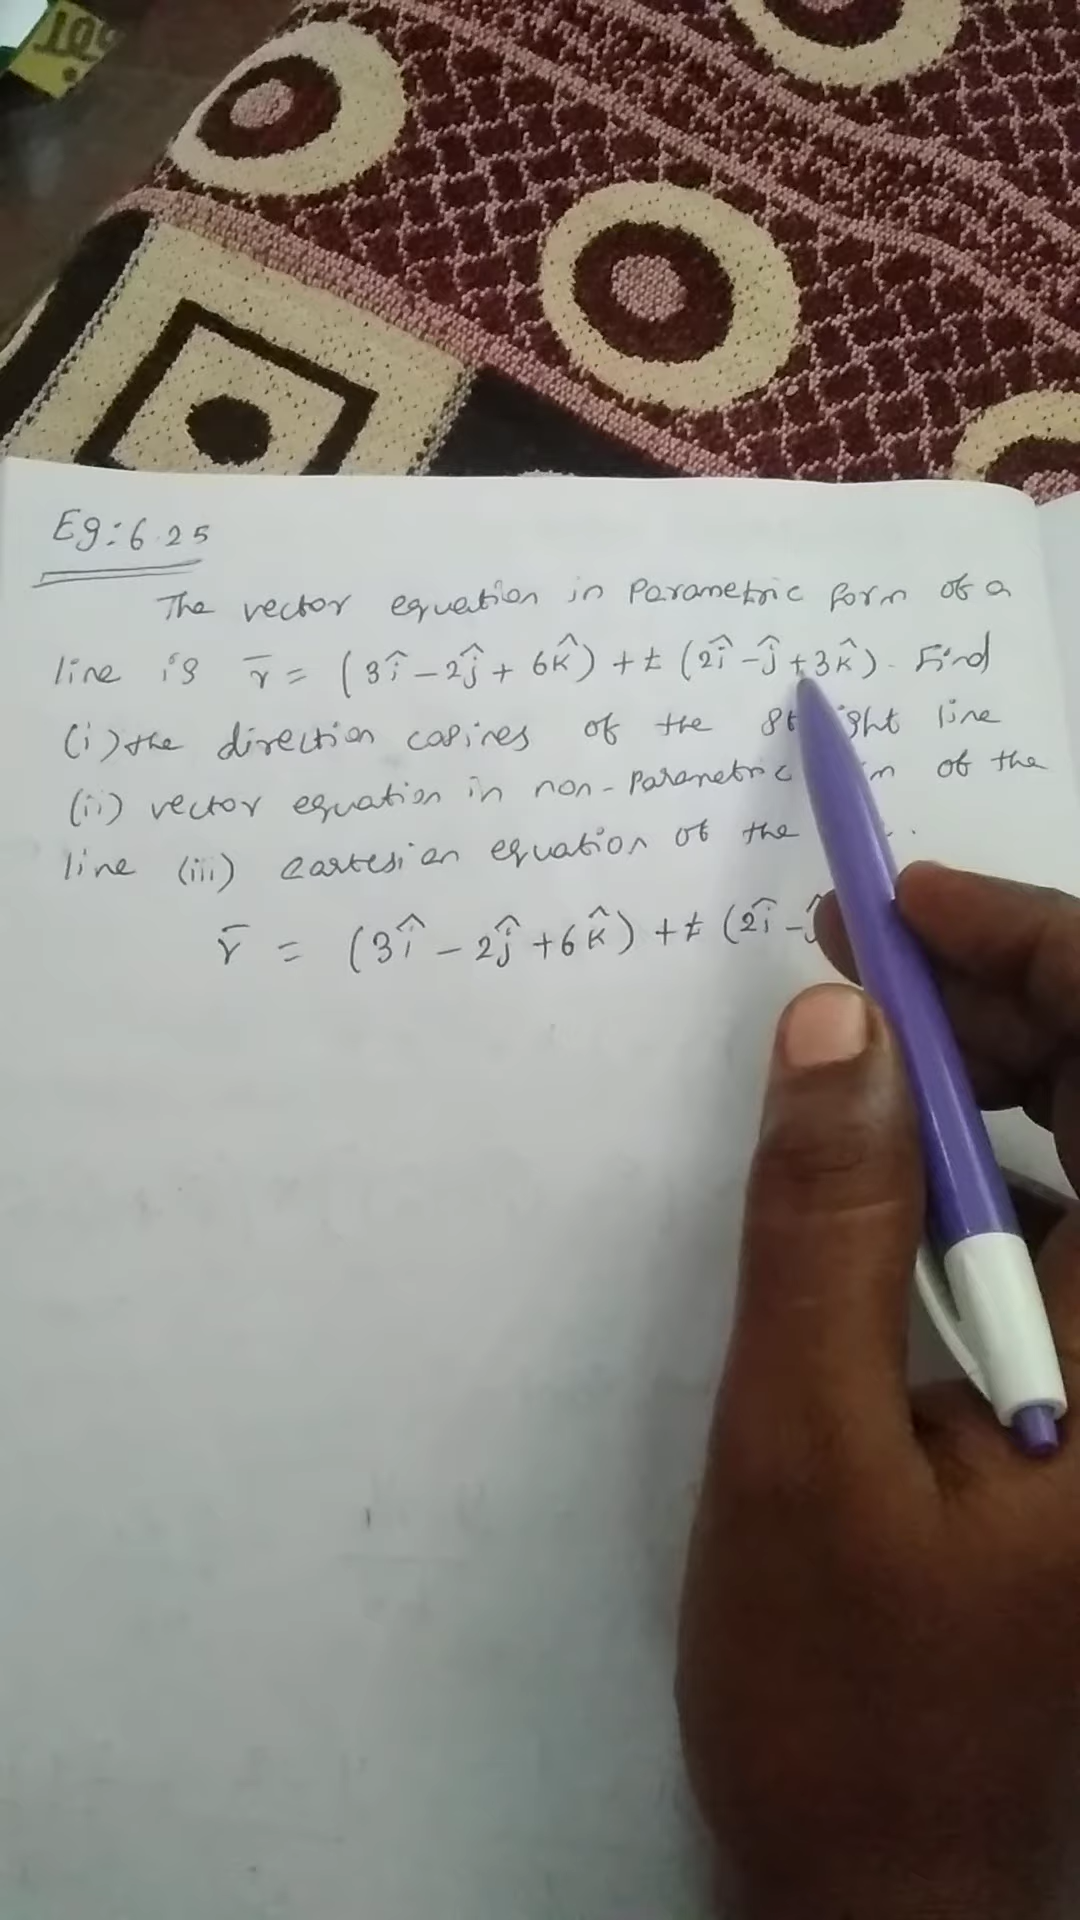 Eg: 6.25
The vector equation in Parametric form of a
line is r̄ = (3î - 2ĵ + 6k̂) + t (2î - ĵ + 3k̂). Find
(i) the direction cosines of the line
(ii) vector equation in non-Parametric of the
line (iii) cartesian equation of the
r̄ = (3î - 2ĵ + 6k̂) + t (2î - ĵ